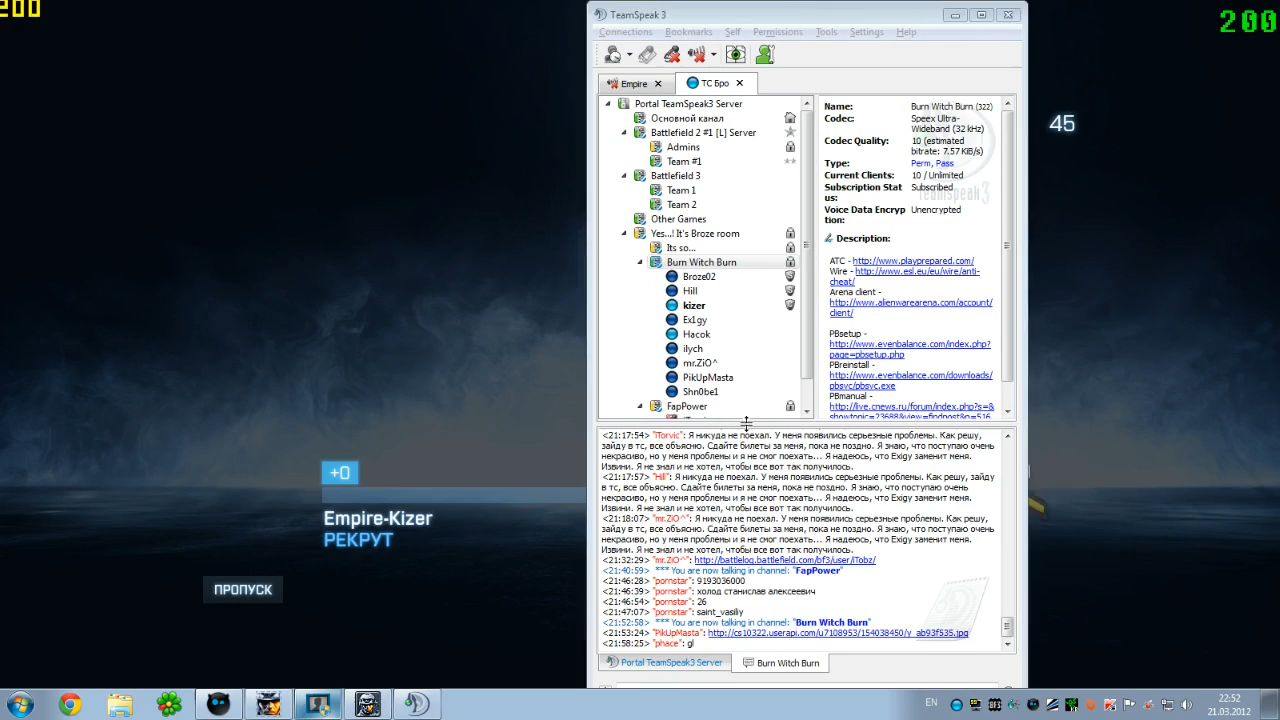 200
TeamSpeak 3
200
Connections Bookmarks Self Permissions Tools Settings Help
Empire
ТС Бро
Portal TeamSpeak3 Server
Основной канал
Battlefield 2 #1 [L] Server
Admins
Team #1
Battlefield 3
Team 1
Team 2
Other Games
Yes...! It's Broze room
Its so...
Burn Witch Burn
Broze02
Hill
kizer
Ex1gy
Hacok
ilych
mr.ZiO^
PikUpMasta
Shn0be1
FapPower
Name: Burn Witch Burn (322)
Codec: Speex Ultra-
Wideband (32 kHz)
Codec Quality: 10 (estimated
bitrate: 7.57 KiB/s)
Type: Perm, Pass
Current Clients: 10 / Unlimited
Subscription Stat Subscribed
us:
Voice Data Encryp Unencrypted
tion:
Description:
ATC - http://www.playprepared.com/
Wire - http://www.esl.eu/eu/wire/anti-
cheat/
Arena client -
http://www.alienwarearena.com/account/
client/
PBsetup -
http://www.evenbalance.com/index.php?
page=pbsetup.php
PBreinstall -
http://www.evenbalance.com/downloads/
pbsvc/pbsvc.exe
PBmanual -
http://live.cnews.ru/forum/index.php?s=&
showtopic=23688&view=findpost&p=516
teamspeak3
45
+0
Empire-Kizer
РЕКРУТ
ПРОПУСК
<21:17:54> "iTorvic": Я никуда не поехал. У меня появились серьезные проблемы. Как решу,
зайду в тс, все объясню. Сдайте билеты за меня, пока не поздно. Я знаю, что поступаю очень
некрасиво, но у меня проблемы и я не смог поехать... Я надеюсь, что Exigy заменит меня.
Извини. Я не знал и не хотел, чтобы все вот так получилось.
<21:17:57> "Hill": Я никуда не поехал. У меня появились серьезные проблемы. Как решу, зайду
в тс, все объясню. Сдайте билеты за меня, пока не поздно. Я знаю, что поступаю очень
некрасиво, но у меня проблемы и я не смог поехать... Я надеюсь, что Exigy заменит меня.
Извини. Я не знал и не хотел, чтобы все вот так получилось.
<21:18:07> "mr.ZiO^": Я никуда не поехал. У меня появились серьезные проблемы. Как решу,
зайду в тс, все объясню. Сдайте билеты за меня, пока не поздно. Я знаю, что поступаю очень
некрасиво, но у меня проблемы и я не смог поехать... Я надеюсь, что Exigy заменит меня.
Извини. Я не знал и не хотел, чтобы все вот так получилось.
<21:32:29> "mr.ZiO^": http://battlelog.battlefield.com/bf3/user/iTobz/
<21:40:59> *** You are now talking in channel: "FapPower"
<21:46:28> "pornstar": 9193036000
<21:46:39> "pornstar": холод станислав алексеевич
<21:46:54> "pornstar": 26
<21:47:07> "pornstar": saint_vasiliy
<21:52:58> *** You are now talking in channel: "Burn Witch Burn"
<21:53:24> "PikUpMasta": http://cs10322.userapi.com/u7108953/154038450/y_ab93f535.jpg
<21:58:25> "phace": gl
Portal TeamSpeak3 Server
Burn Witch Burn
EN
22:52
21.03.2012